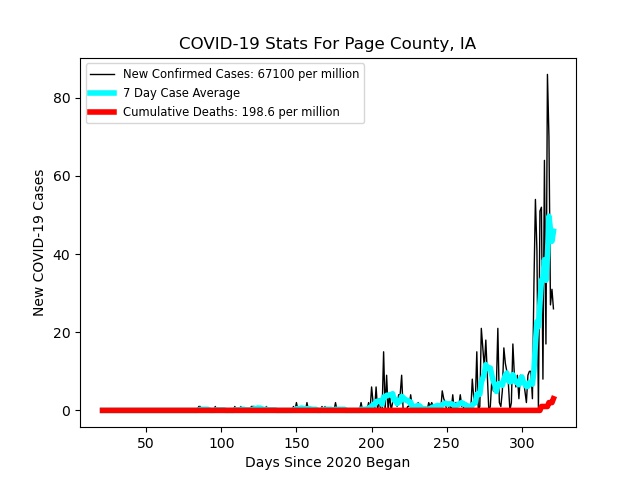 COVID-19 Stats For Page County, IA
New Confirmed Cases: 67100 per million
7 Day Case Average
Cumulative Deaths: 198.6 per million
New COVID-19 Cases
80
60
40
20
0
50 100 150 200 250 300
Days Since 2020 Began